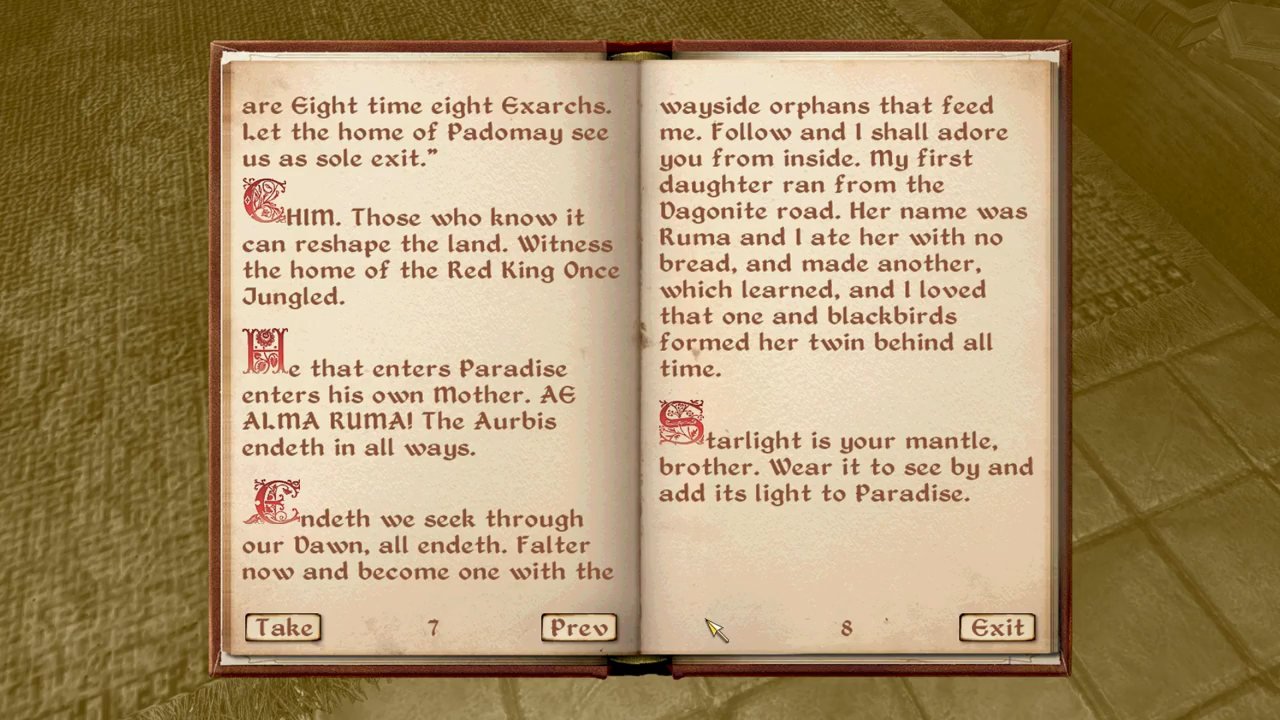 are Eight time eight Exarchs.
Let the home of Padomay see
us as sole exit."
CHIM. Those who know it
can reshape the land. Witness
the home of the Red King Once
Jungled.
He that enters Paradise
enters his own Mother. AE
ALMA RUMA! The Aurbis
endeth in all ways.
Endeth we seek through
our Dawn, all endeth. Falter
now and become one with the
Take
7
Prev
wayside orphans that feed
me. Follow and I shall adore
you from inside. My first
daughter ran from the
Dagonite road. Her name was
Ruma and I ate her with no
bread, and made another,
which learned, and I loved
that one and blackbirds
formed her twin behind all
time.
Starlight is your mantle,
brother. Wear it to see by and
add its light to Paradise.
8
Exit